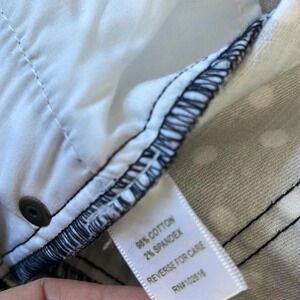 98% COTTON
2% SPANDEX
REVERSE FOR CARE
RN#102816